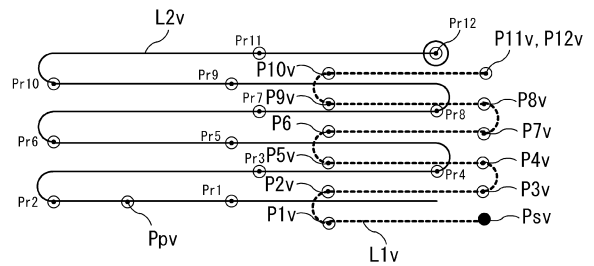 L2v
Pr11
Pr12
P11v, P12v
P10v
Pr10
Pr9
P9v
P8v
Pr7
Pr8
P6
P7v
Pr6
Pr5
P5v
P4v
Pr3
Pr4
P2v
P3v
Pr2
Pr1
P1v
Psv
Ppv
L1v